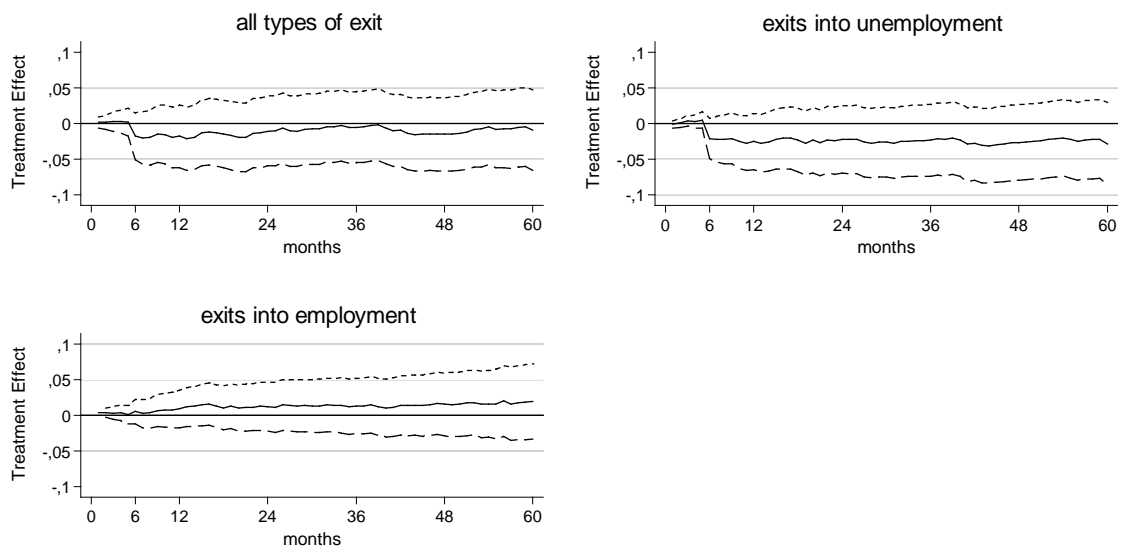 all types of exit
Treatment Effect
,1
,05
0
-,05
-,1
0 6 12 24 36 48 60
months
exits into unemployment
Treatment Effect
,1
,05
0
-,05
-,1
0 6 12 24 36 48 60
months
exits into employment
Treatment Effect
,1
,05
0
-,05
-,1
0 6 12 24 36 48 60
months